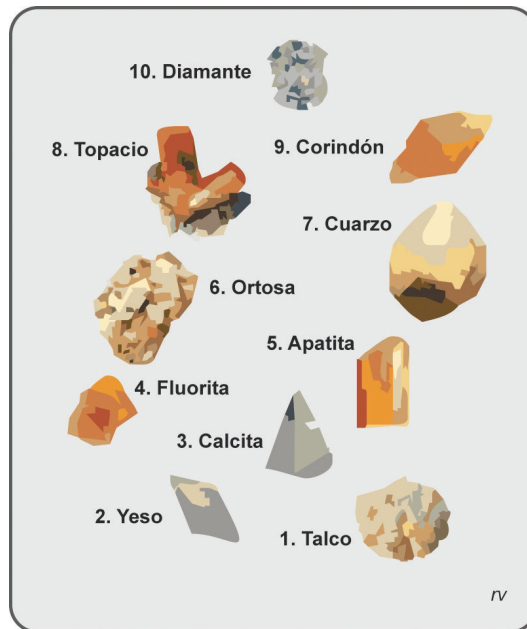 10. Diamante
8. Topacio
9. Corindón
7. Cuarzo
6. Ortosa
5. Apatita
4. Fluorita
3. Calcita
2. Yeso
1. Talco
rv